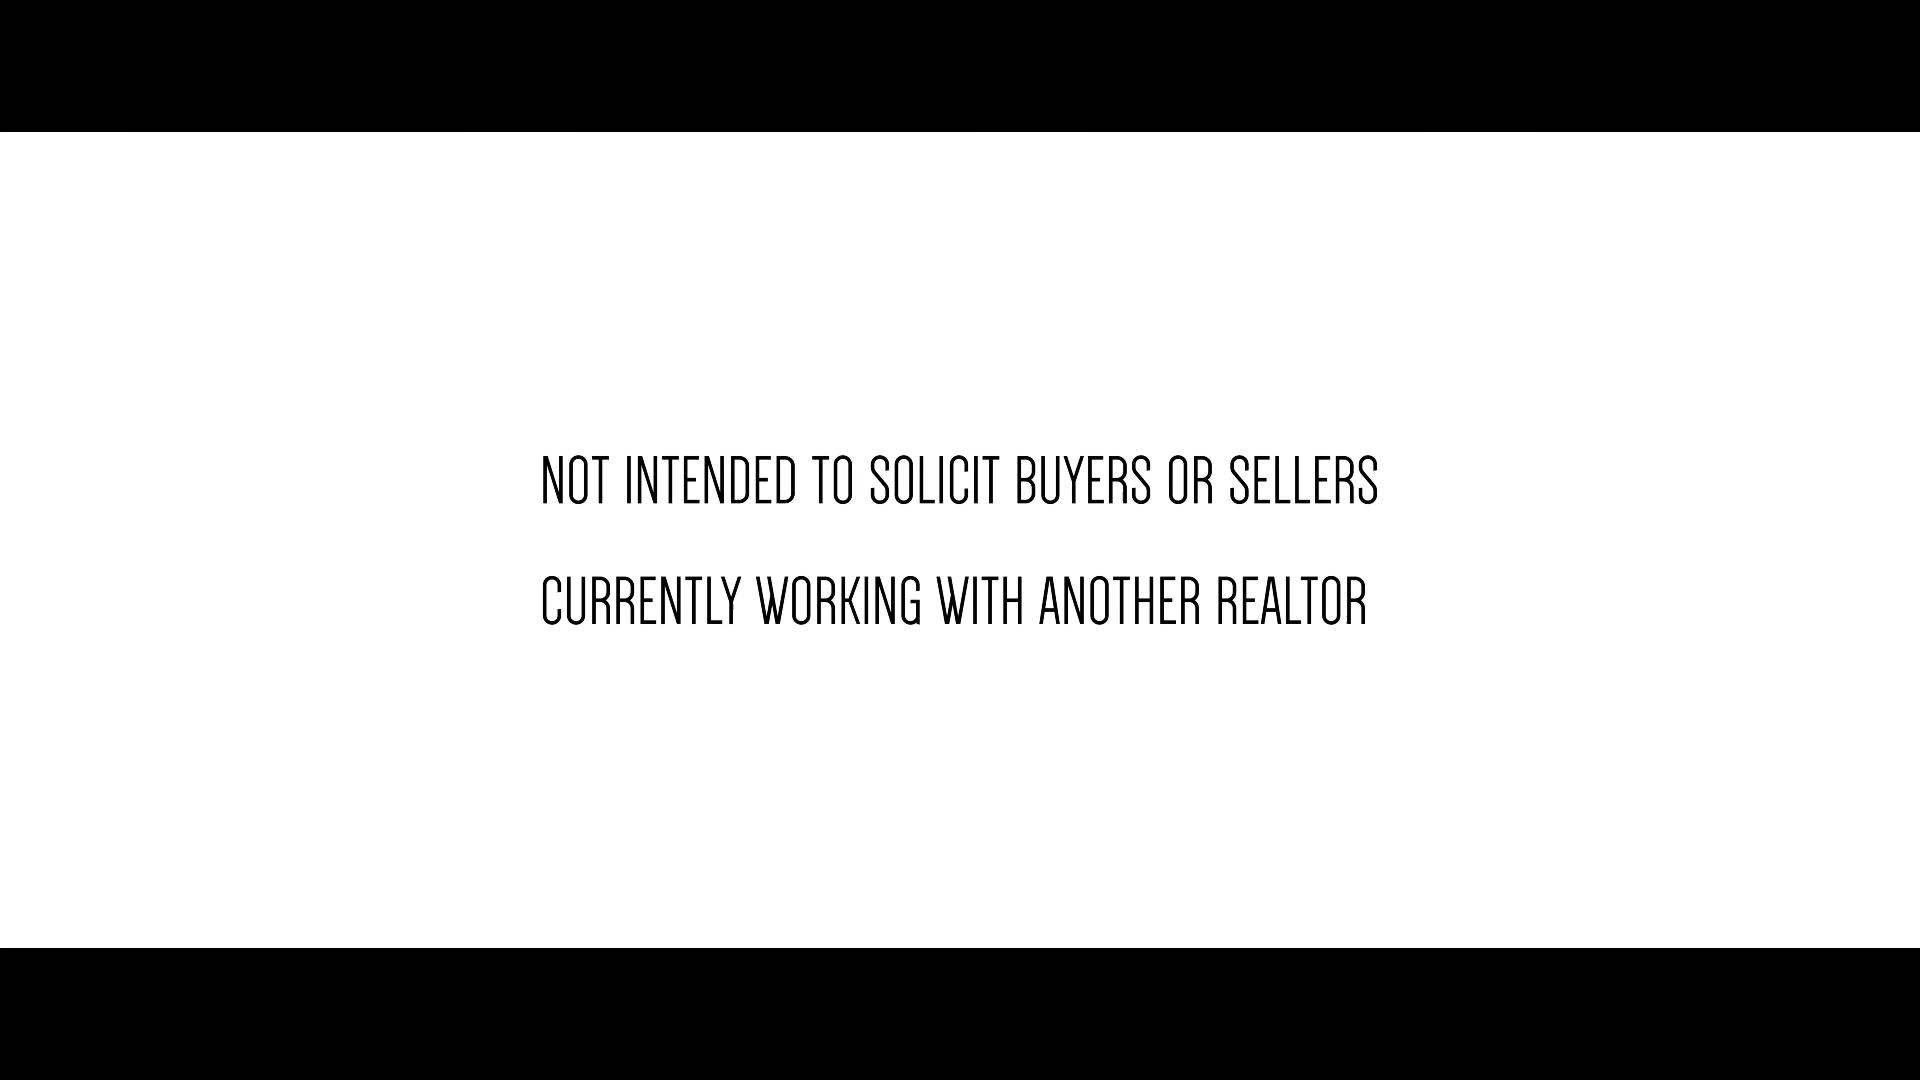 NOT INTENDED TO SOLICIT BUYERS OR SELLERS
CURRENTLY WORKING WITH ANOTHER REALTOR